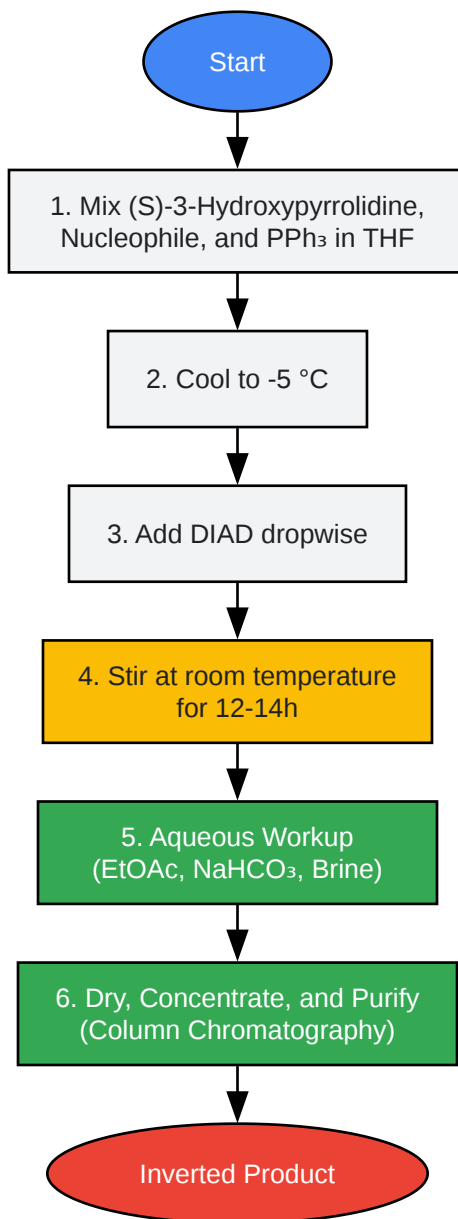 Start
1. Mix (S)-3-Hydroxypyrrolidine,
Nucleophile, and PPh₃ in THF
2. Cool to -5 °C
3. Add DIAD dropwise
4. Stir at room temperature
for 12-14h
5. Aqueous Workup
(EtOAc, NaHCO₃, Brine)
6. Dry, Concentrate, and Purify
(Column Chromatography)
Inverted Product